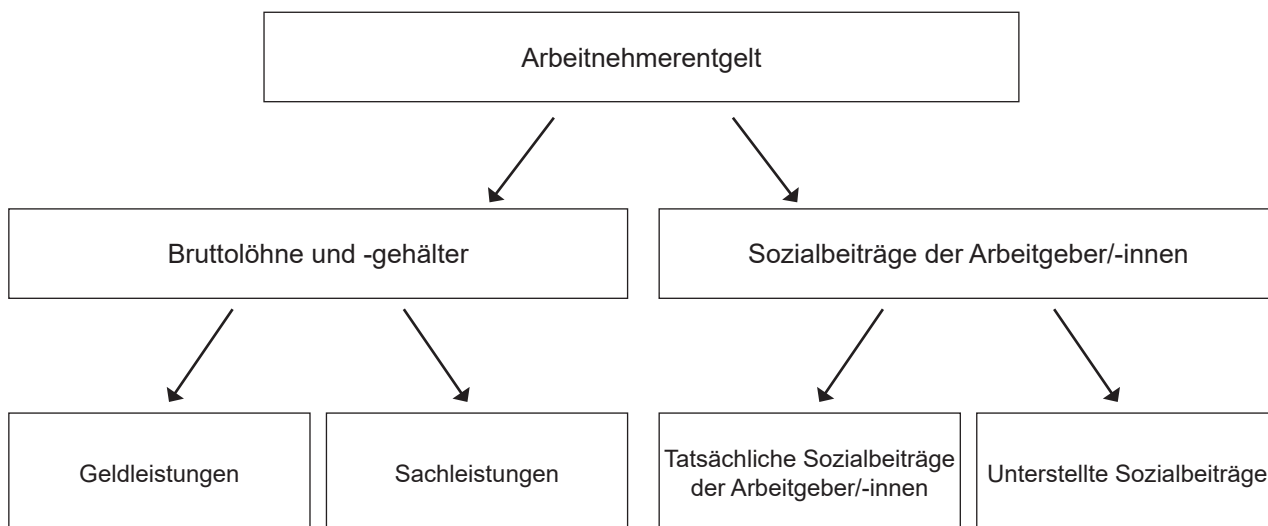 Arbeitnehmerentgelt
Bruttolöhne und -gehälter
Sozialbeiträge der Arbeitgeber/-innen
Geldleistungen
Sachleistungen
Tatsächliche Sozialbeiträge
der Arbeitgeber/-innen
Unterstellte Sozialbeiträge